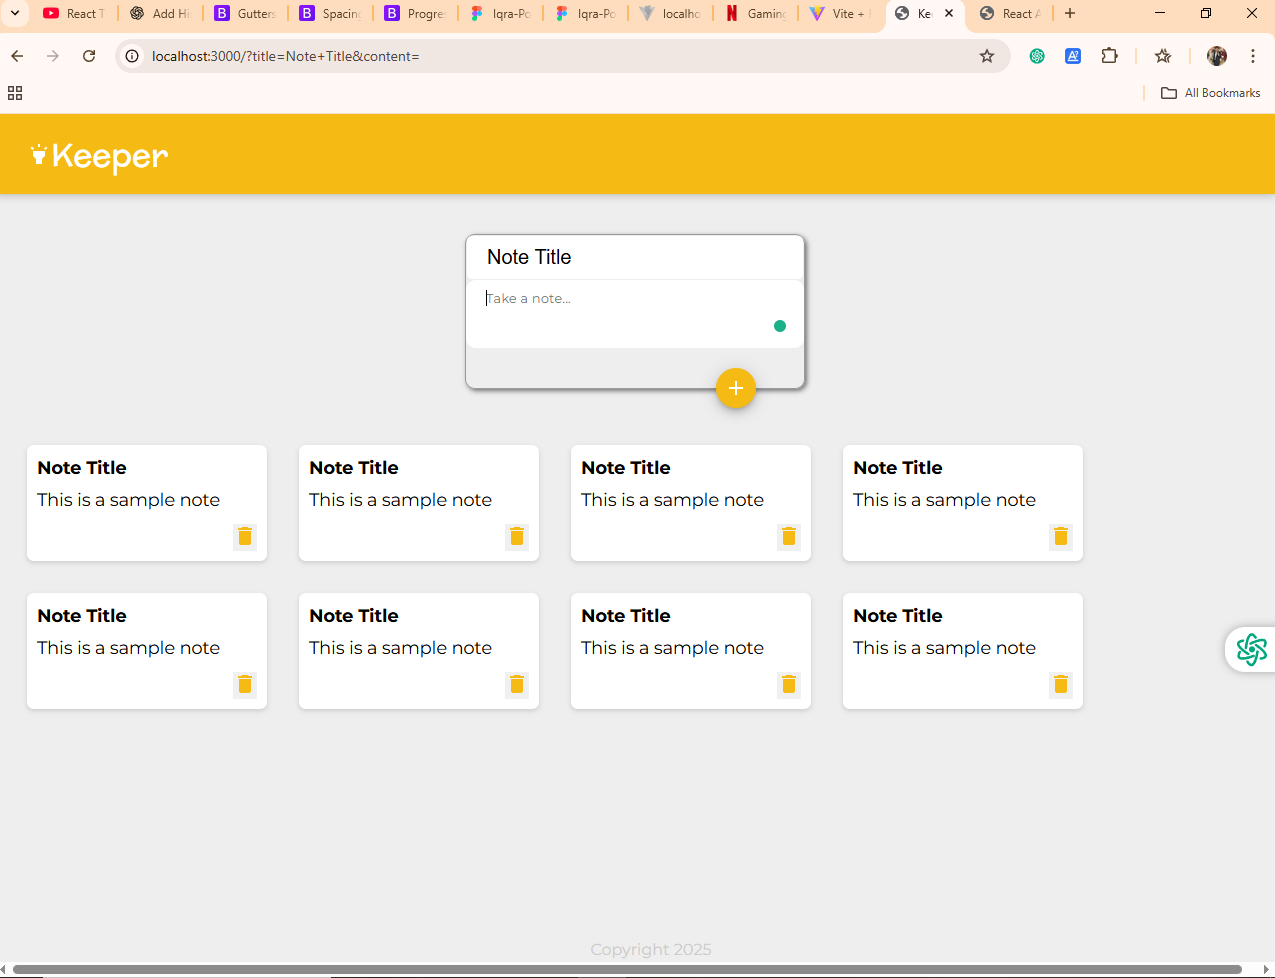 React T
Add Hi
Gutters
Spacing
Progre
Iqra-Po
Iqra-Po
localho
Gaming
Vite +
Kee
React A
localhost:3000/?title=Note+Title&content=
All Bookmarks
Keeper
Note Title
Take a note...
Note Title
This is a sample note
Note Title
This is a sample note
Note Title
This is a sample note
Note Title
This is a sample note
Note Title
This is a sample note
Note Title
This is a sample note
Note Title
This is a sample note
Note Title
This is a sample note
Copyright 2025